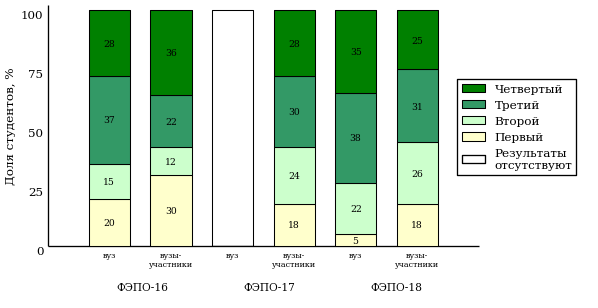 100
75
50
25
0
Доля студентов, %
28
37
15
20
36
22
12
30
28
30
24
18
35
38
22
5
25
31
26
18
вуз
вузы-
участники
вуз
вузы-
участники
вуз
вузы-
участники
ФЭПО-16
ФЭПО-17
ФЭПО-18
Четвертый
Третий
Второй
Первый
Результаты
отсутствуют